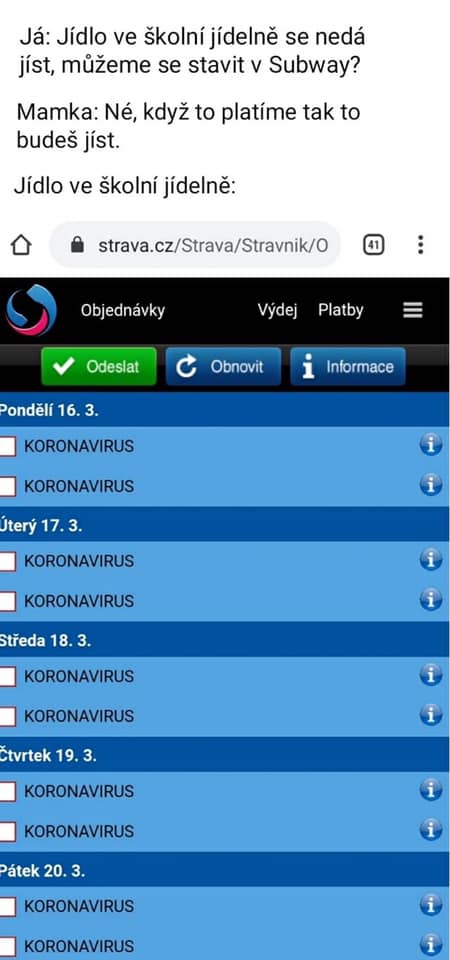 Já: Jídlo ve školní jídelně se nedá
jíst, můžeme se stavit v Subway?
Mamka: Né, když to platíme tak to
budeš jíst.
Jídlo ve školní jídelně:
strava.cz/Strava/Stravnik/O
41
Objednávky Výdej Platby
Odeslat Obnovit Informace
Pondělí 16. 3.
KORONAVIRUS
KORONAVIRUS
Úterý 17. 3.
KORONAVIRUS
KORONAVIRUS
Středa 18. 3.
KORONAVIRUS
KORONAVIRUS
Čtvrtek 19. 3.
KORONAVIRUS
KORONAVIRUS
Pátek 20. 3.
KORONAVIRUS
KORONAVIRUS